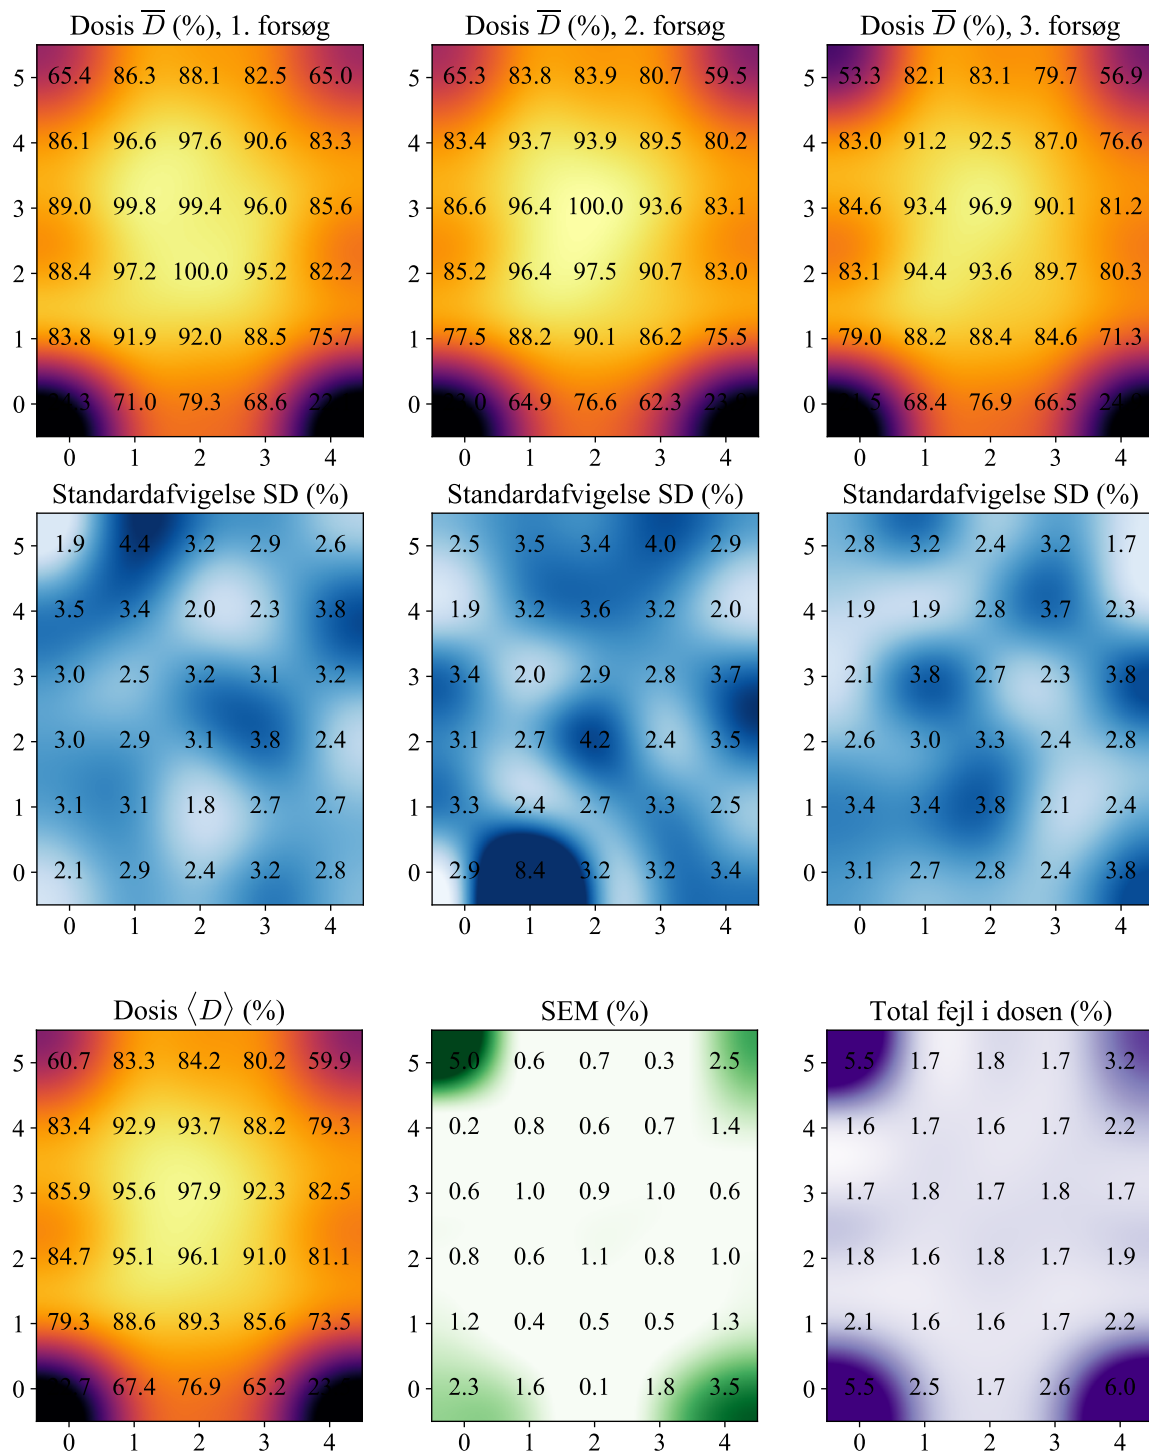 Dosis D (%), 1. forsøg Dosis D (%), 2. forsøg Dosis D (%), 3. forsøg
5 65.4 86.3 88.1 82.5 65.0 5 65.3 83.8 83.9 80.7 59.5 5 53.3 82.1 83.1 79.7 56.9
4 86.1 96.6 97.6 90.6 83.3 4 83.4 93.7 93.9 89.5 80.2 4 83.0 91.2 92.5 87.0 76.6
3 89.0 99.8 99.4 96.0 85.6 3 86.6 96.4 100.0 93.6 83.1 3 84.6 93.4 96.9 90.1 81.2
2 88.4 97.2 100.0 95.2 82.2 2 85.2 96.4 97.5 90.7 83.0 2 83.1 94.4 93.6 89.7 80.3
1 83.8 91.9 92.0 88.5 75.7 1 77.5 88.2 90.1 86.2 75.5 1 79.0 88.2 88.4 84.6 71.3
0 71.0 79.3 68.6 0 64.9 76.6 62.3 0 68.4 76.9 66.5
0 1 2 3 4 0 1 2 3 4 0 1 2 3 4
Standardafvigelse SD (%) Standardafvigelse SD (%) Standardafvigelse SD (%)
5 1.9 4.4 3.2 2.9 2.6 5 2.5 3.5 3.4 4.0 2.9 5 2.8 3.2 2.4 3.2 1.7
4 3.5 3.4 2.0 2.3 3.8 4 1.9 3.2 3.6 3.2 2.0 4 1.9 1.9 2.8 3.7 2.3
3 3.0 2.5 3.2 3.1 3.2 3 3.4 2.0 2.9 2.8 3.7 3 2.1 3.8 2.7 2.3 3.8
2 3.0 2.9 3.1 3.8 2.4 2 3.1 2.7 4.2 2.4 3.5 2 2.6 3.0 3.3 2.4 2.8
1 3.1 3.1 1.8 2.7 2.7 1 3.3 2.4 2.7 3.3 2.5 1 3.4 3.4 3.8 2.1 2.4
0 2.1 2.9 2.4 3.2 2.8 0 2.9 8.4 3.2 3.2 3.4 0 3.1 2.7 2.8 2.4 3.8
0 1 2 3 4 0 1 2 3 4 0 1 2 3 4
Dosis ⟨D⟩ (%) SEM (%) Total fejl i dosen (%)
5 60.7 83.3 84.2 80.2 59.9 5 5.0 0.6 0.7 0.3 2.5 5 5.5 1.7 1.8 1.7 3.2
4 83.4 92.9 93.7 88.2 79.3 4 0.2 0.8 0.6 0.7 1.4 4 1.6 1.7 1.6 1.7 2.2
3 85.9 95.6 97.9 92.3 82.5 3 0.6 1.0 0.9 1.0 0.6 3 1.7 1.8 1.7 1.8 1.7
2 84.7 95.1 96.1 91.0 81.1 2 0.8 0.6 1.1 0.8 1.0 2 1.8 1.6 1.8 1.7 1.9
1 79.3 88.6 89.3 85.6 73.5 1 1.2 0.4 0.5 0.5 1.3 1 2.1 1.6 1.6 1.7 2.2
0 67.4 76.9 65.2 0 2.3 1.6 0.1 1.8 3.5 0 5.5 2.5 1.7 2.6 6.0
0 1 2 3 4 0 1 2 3 4 0 1 2 3 4